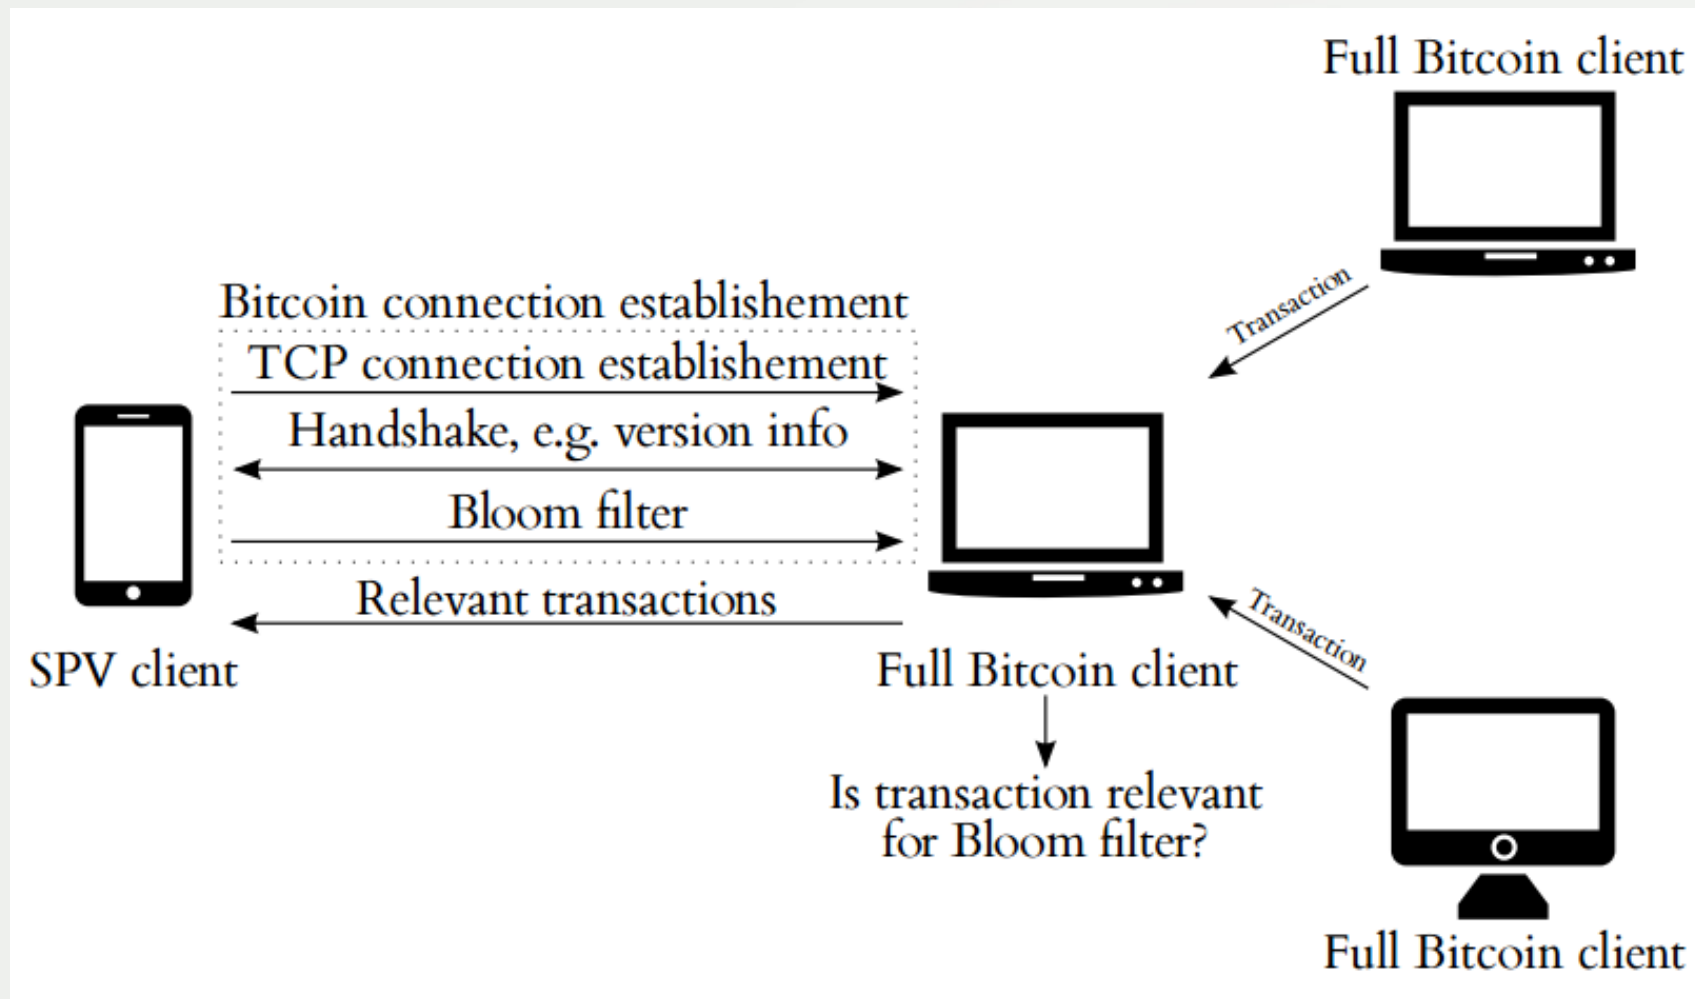 Full Bitcoin client
Transaction
Bitcoin connection establishement
TCP connection establishement
Handshake, e.g. version info
Bloom filter
Relevant transactions
SPV client
Full Bitcoin client
Transaction
Is transaction relevant
for Bloom filter?
Full Bitcoin client